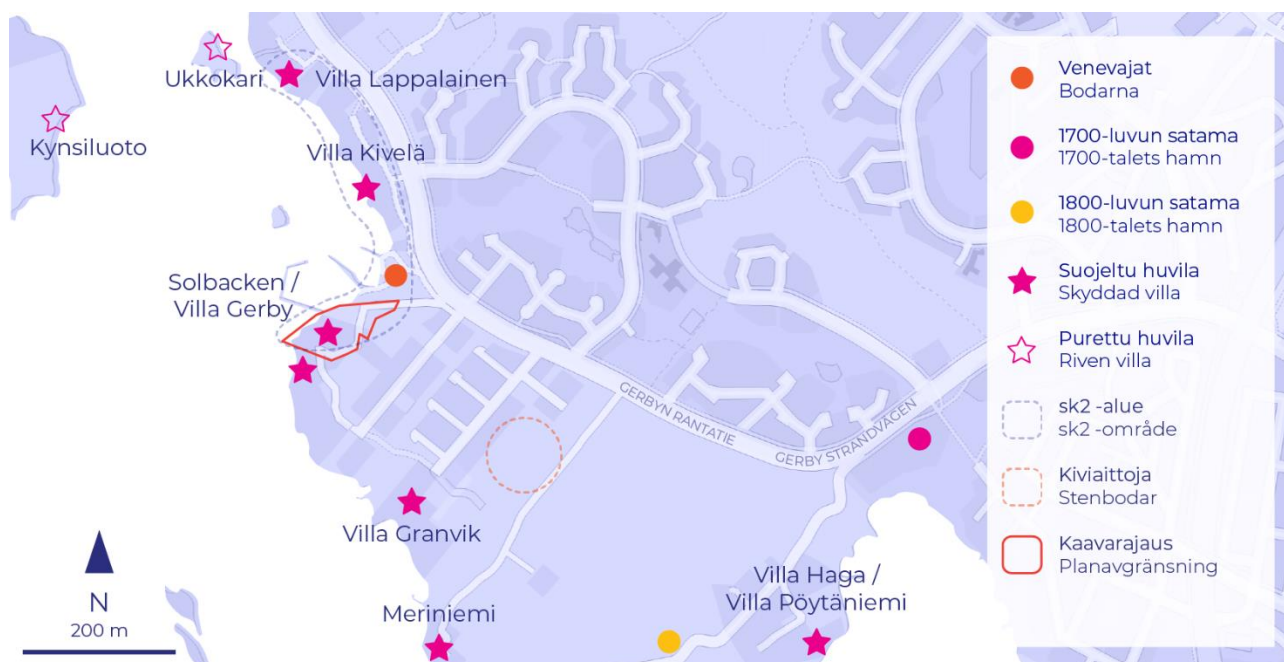 Ukkokari
Villa Lappalainen
Kynsiluoto
Villa Kivelä
Solbacken /
Villa Gerby
GERBYN RANTATIE
GERBY STRANDVÄGEN
Villa Granvik
Villa Haga /
Villa Pöytäniemi
Meriniemi
N
200 m
Venevajat
Bodarna
1700-luvun satama
1700-talets hamn
1800-luvun satama
1800-talets hamn
Suojeltu huvila
Skyddad villa
Purettu huvila
Riven villa
sk2 -alue
sk2 -område
Kiviaittoja
Stenbodar
Kaavarajaus
Planavgränsning